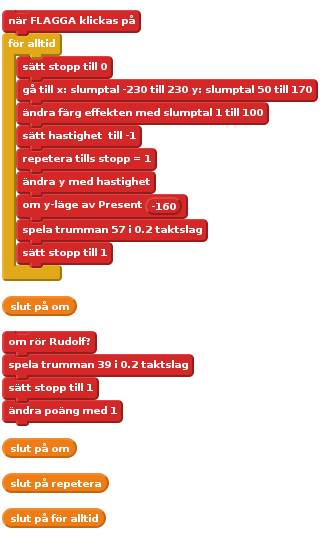 när FLAGGA klickas på
för alltid
sätt stopp till 0
gå till x: slumptal -230 till 230 y: slumptal 50 till 170
ändra färg effekten med slumptal 1 till 100
sätt hastighet till -1
repetera tills stopp = 1
ändra y med hastighet
om y-läge av Present -160
spela trumman 57 i 0.2 taktslag
sätt stopp till 1
slut på om
om rör Rudolf?
spela trumman 39 i 0.2 taktslag
sätt stopp till 1
ändra poäng med 1
slut på om
slut på repetera
slut på för alltid